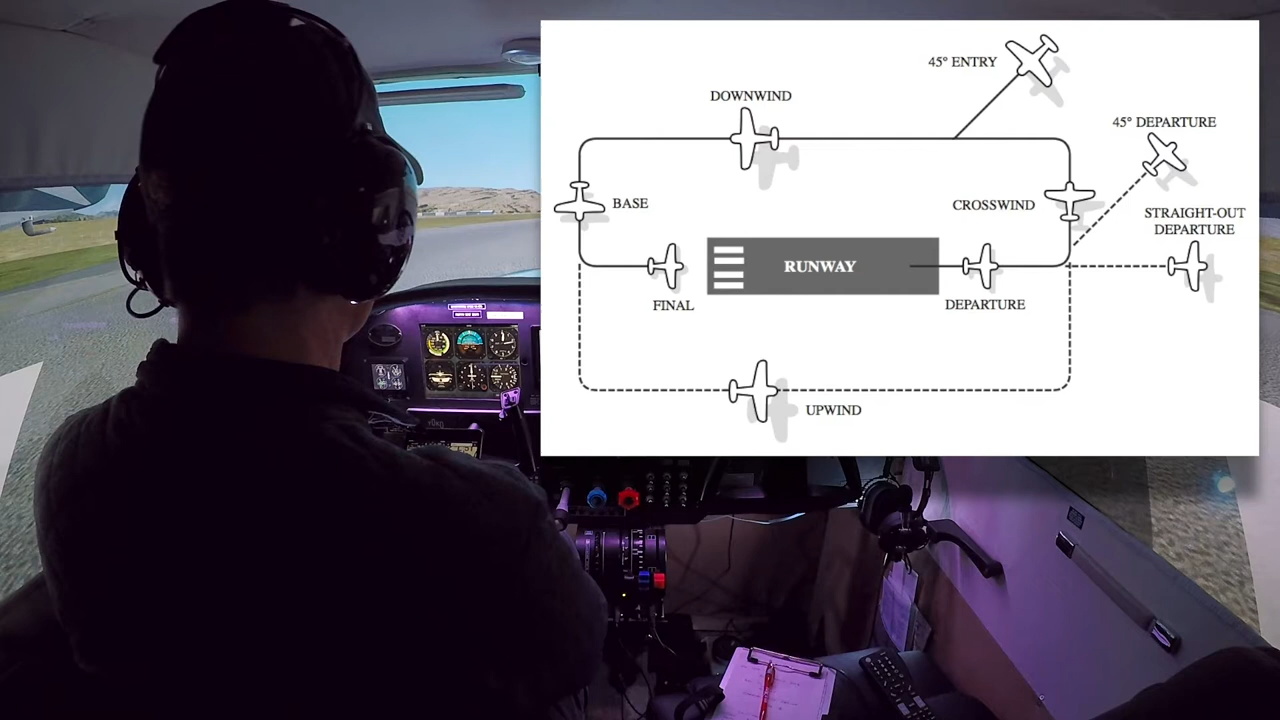 45° ENTRY
DOWNWIND
45° DEPARTURE
BASE
CROSSWIND
STRAIGHT-OUT
DEPARTURE
RUNWAY
FINAL
DEPARTURE
UPWIND